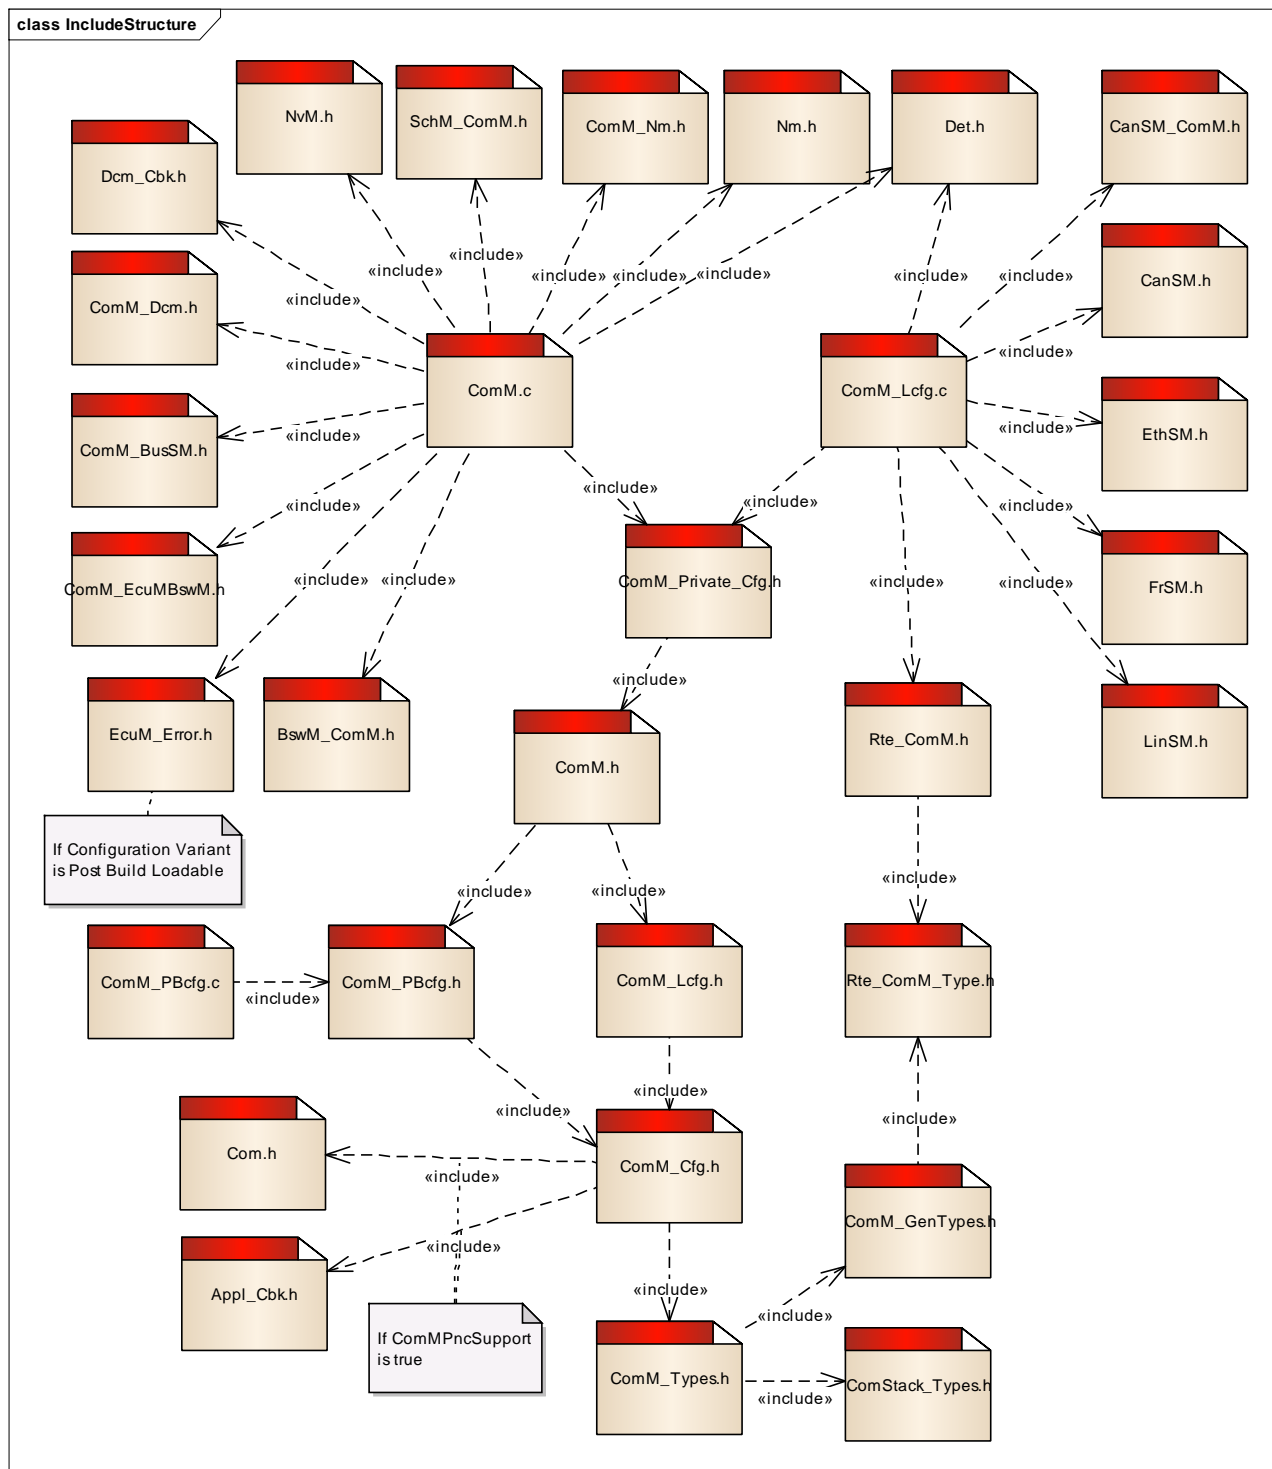 class IncludeStructure
NvM.h
SchM_ComM.h
ComM_Nm.h
Nm.h
Det.h
CanSM_ComM.h
Dcm_Cbk.h
«include»
«include»
«include»
«include»
«include»
«include»
«include»
CanSM.h
ComM_Dcm.h
«include»
«include»
«include»
ComM.c
ComM_Lcfg.c
EthSM.h
«include»
«include»
ComM_BusSM.h
«include»
«include»
«include»
«include»
«include»
«include»
«include»
«include»
«include»
ComM_EcuMBswM.h
ComM_Private_Cfg.h
FrSM.h
«include»
EcuM_Error.h
BswM_ComM.h
ComM.h
Rte_ComM.h
LinSM.h
If Configuration Variant
is Post Build Loadable
«include»
«include»
«include»
ComM_PBcfg.c
«include»
ComM_PBcfg.h
ComM_Lcfg.h
Rte_ComM_Type.h
«include»
«include»
«include»
Com.h
«include»
ComM_Cfg.h
ComM_GenTypes.h
«include»
Appl_Cbk.h
«include»
«include»
If ComMPncSupport
is true
ComM_Types.h
«include»
ComStack_Types.h